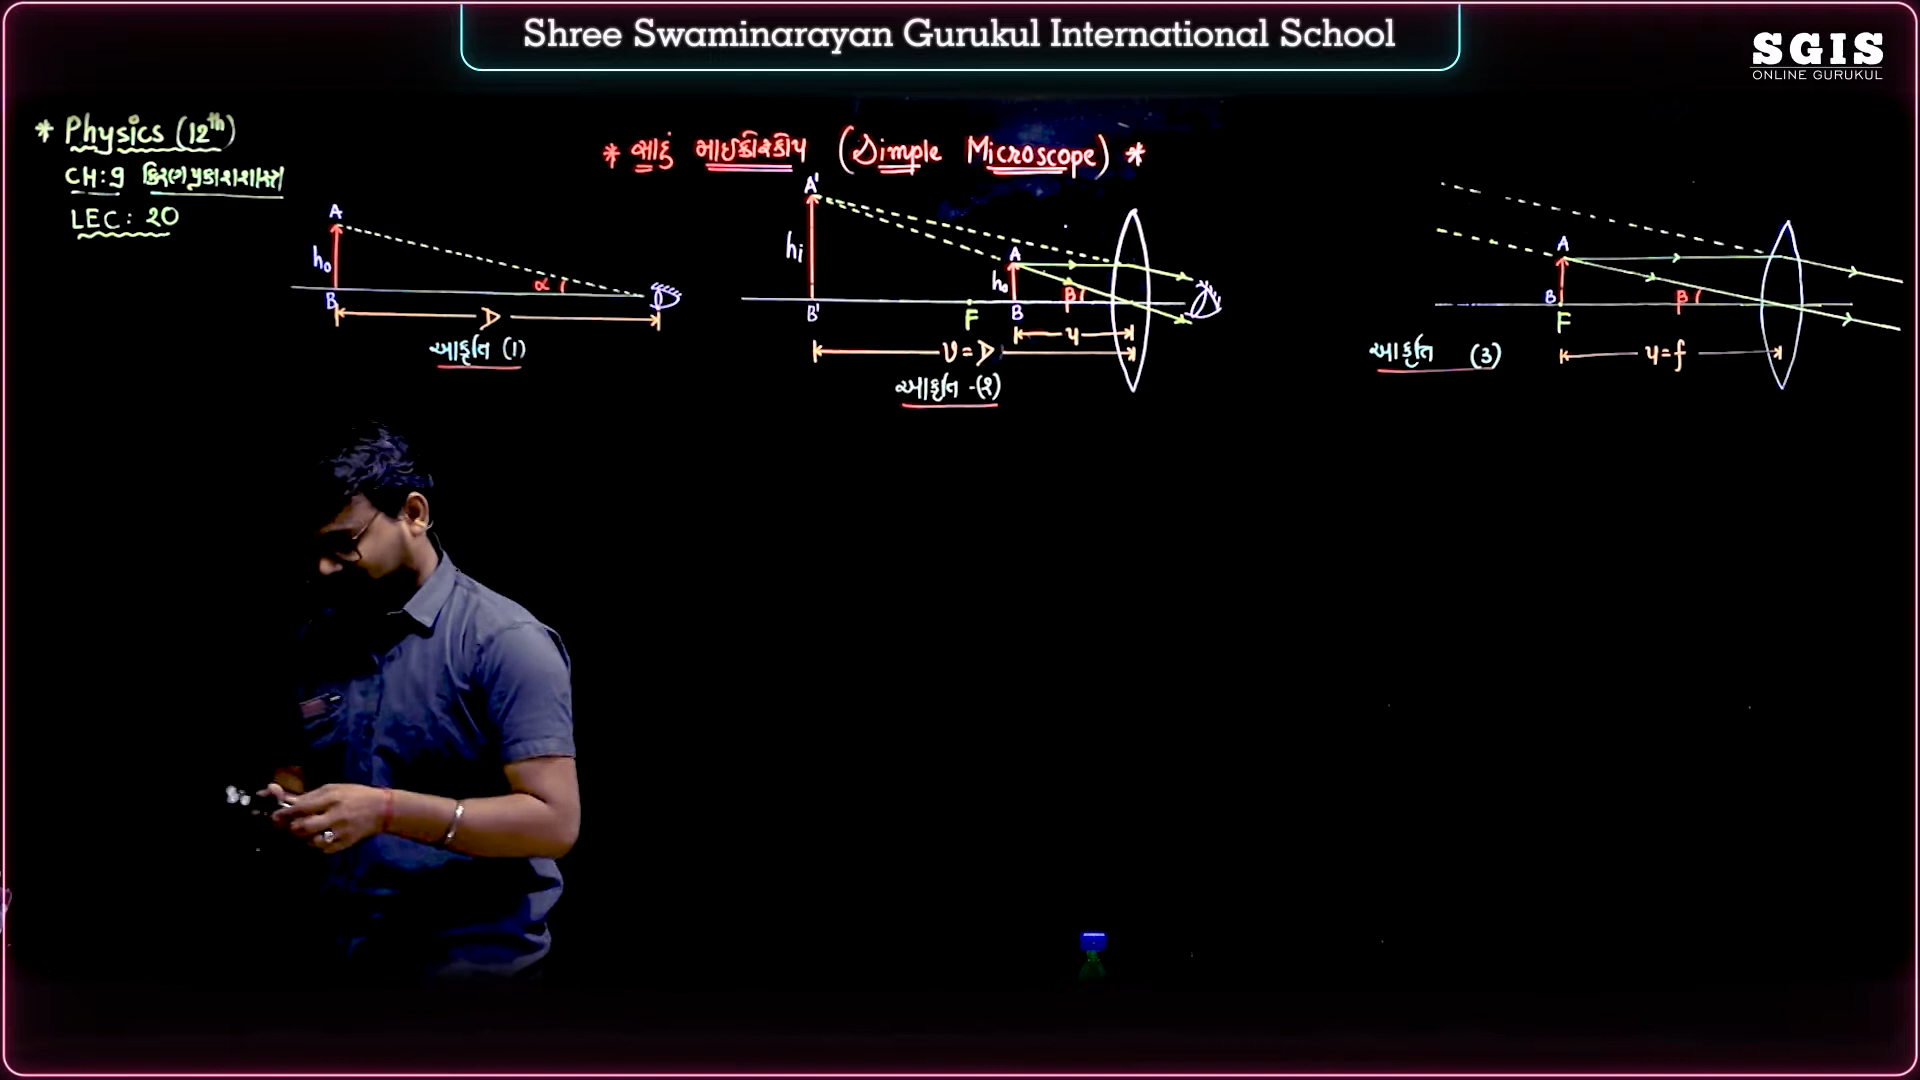 Shree Swaminarayan Gurukul International School
SGIS
ONLINE GURUKUL
* Physics (12th)
CH:9 કિરણપ્રકાશશાસ્ત્ર
LEC: 20
* સાદું માઈક્રોસ્કોપ (Simple Microscope) *
A
h₀
B
α
D
આકૃતિ (1)
A'
hi
B'
F
A
h₀
B
β
u
v = D
આકૃતિ -(2)
A
B
F
β
u=f
આકૃતિ (3)